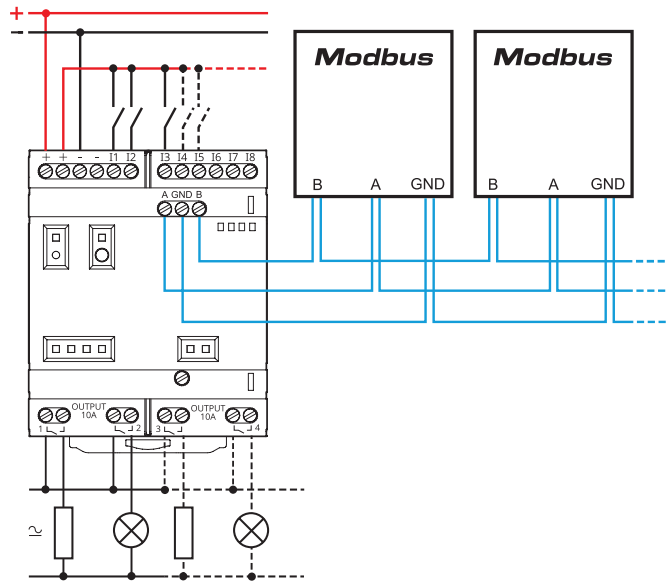 +
-
Modbus Modbus
+ + - - I1 I2 I3 I4 I5 I6 I7 I8
B A GND B A GND
A GND B
OUTPUT 10A OUTPUT 10A
1 2 3 4